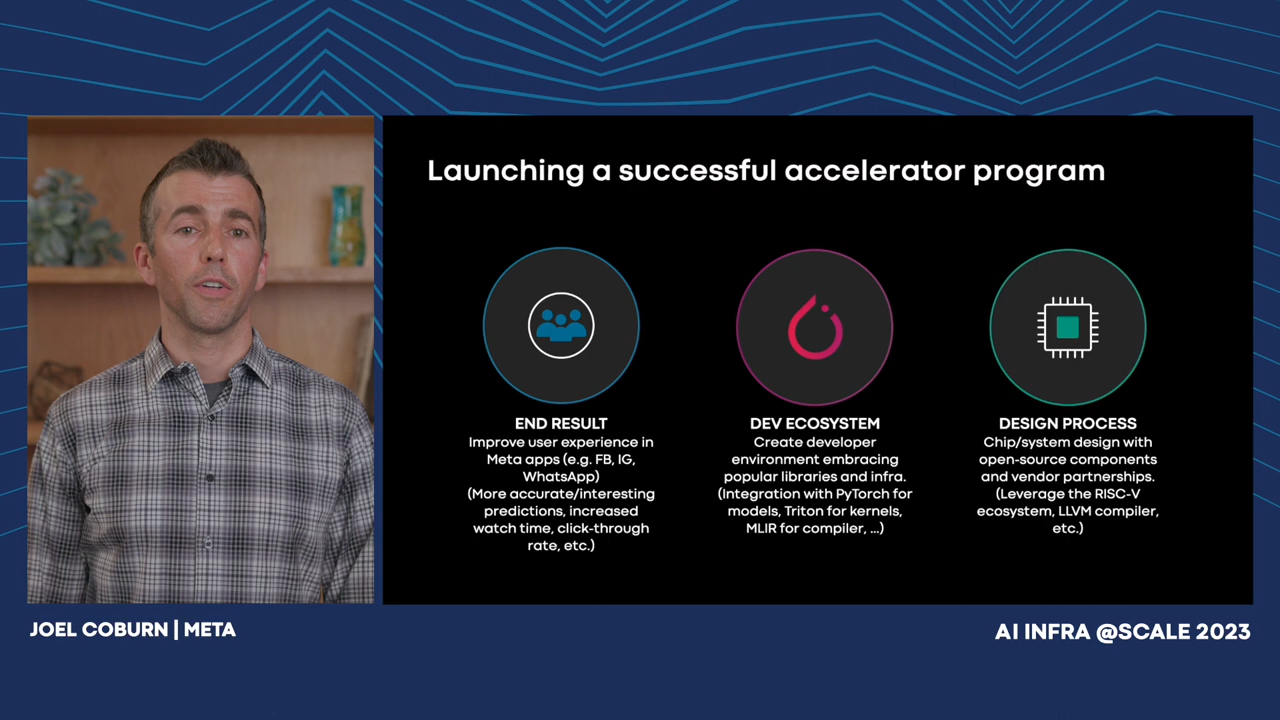 Launching a successful accelerator program
END RESULT
Improve user experience in
Meta apps (e.g. FB, IG,
WhatsApp)
(More accurate/interesting
predictions, increased
watch time, click-through
rate, etc.)
DEV ECOSYSTEM
Create developer
environment embracing
popular libraries and infra.
(Integration with PyTorch for
models, Triton for kernels,
MLIR for compiler, ...)
DESIGN PROCESS
Chip/system design with
open-source components
and vendor partnerships.
(Leverage the RISC-V
ecosystem, LLVM compiler,
etc.)
JOEL COBURN | META
AI INFRA @SCALE 2023